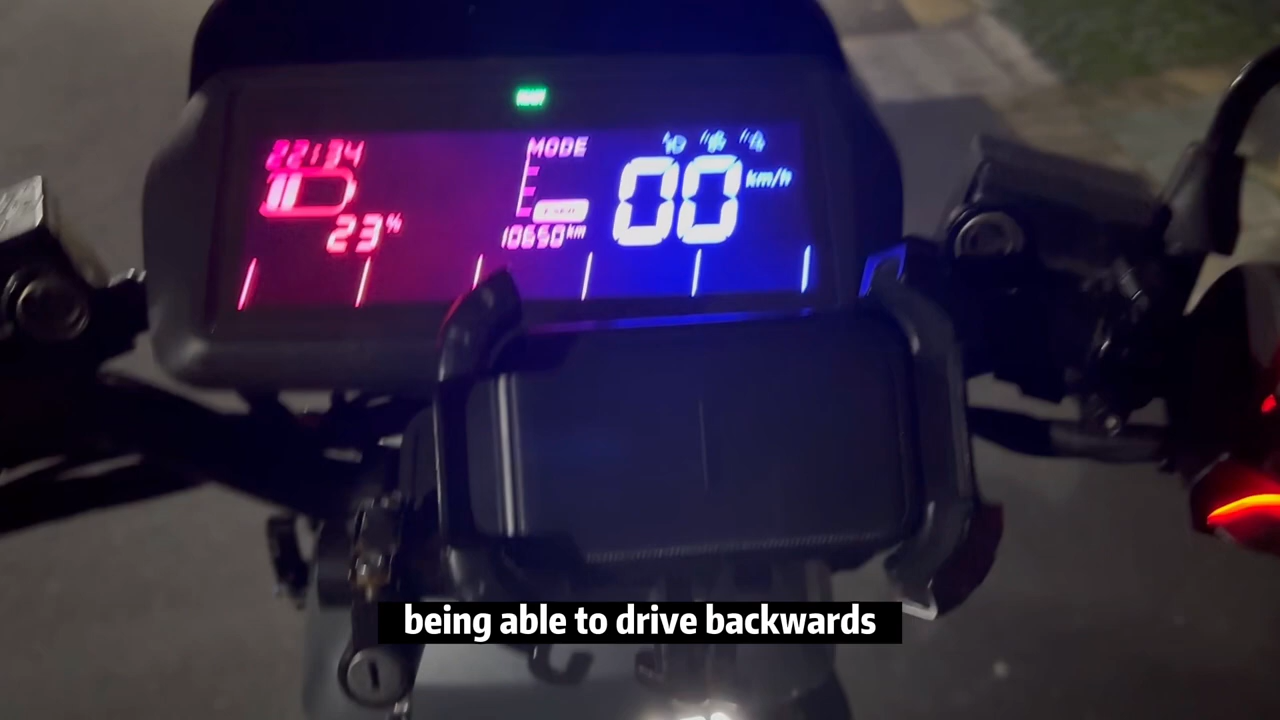 22:34
MODE
23%
10650km
00 km/h
being able to drive backwards